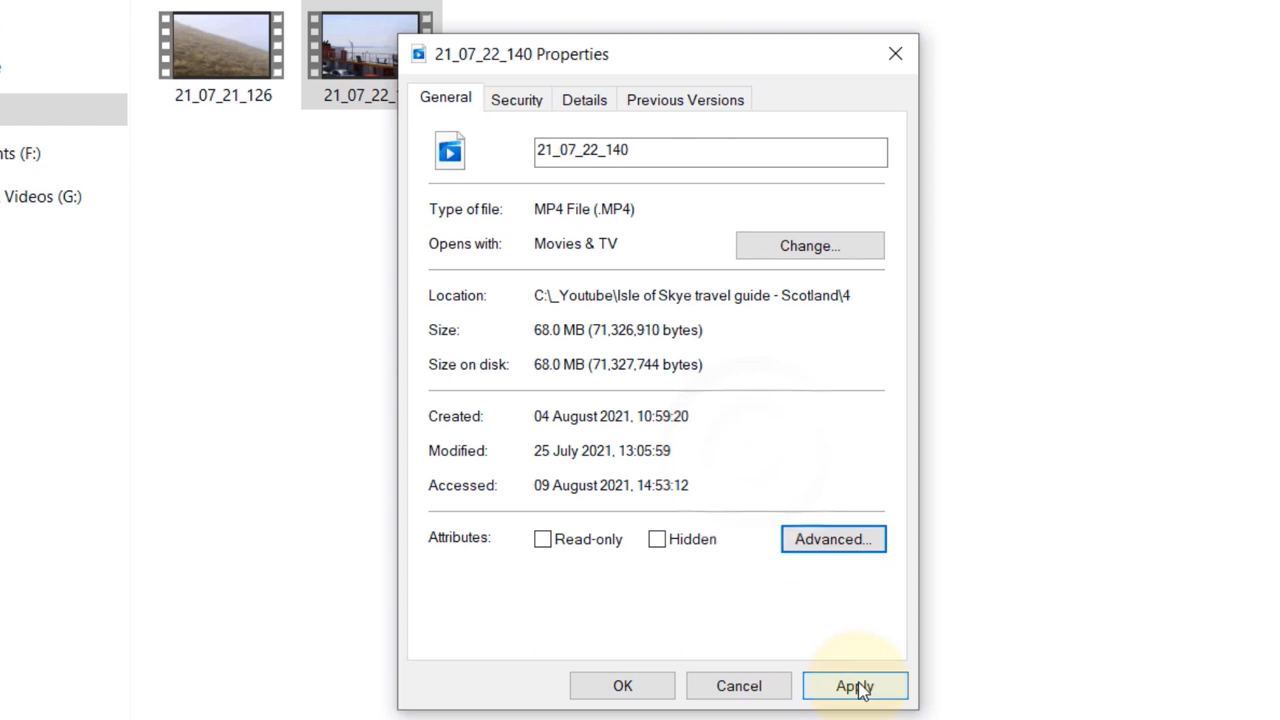 21_07_22_140 Properties
General Security Details Previous Versions
21_07_21_126
21_07_22_
nts (F:)
Videos (G:)
21_07_22_140
Type of file: MP4 File (.MP4)
Opens with: Movies & TV Change...
Location: C:\_Youtube\Isle of Skye travel guide - Scotland\4
Size: 68.0 MB (71,326,910 bytes)
Size on disk: 68.0 MB (71,327,744 bytes)
Created: 04 August 2021, 10:59:20
Modified: 25 July 2021, 13:05:59
Accessed: 09 August 2021, 14:53:12
Attributes: Read-only Hidden Advanced...
OK Cancel Apply